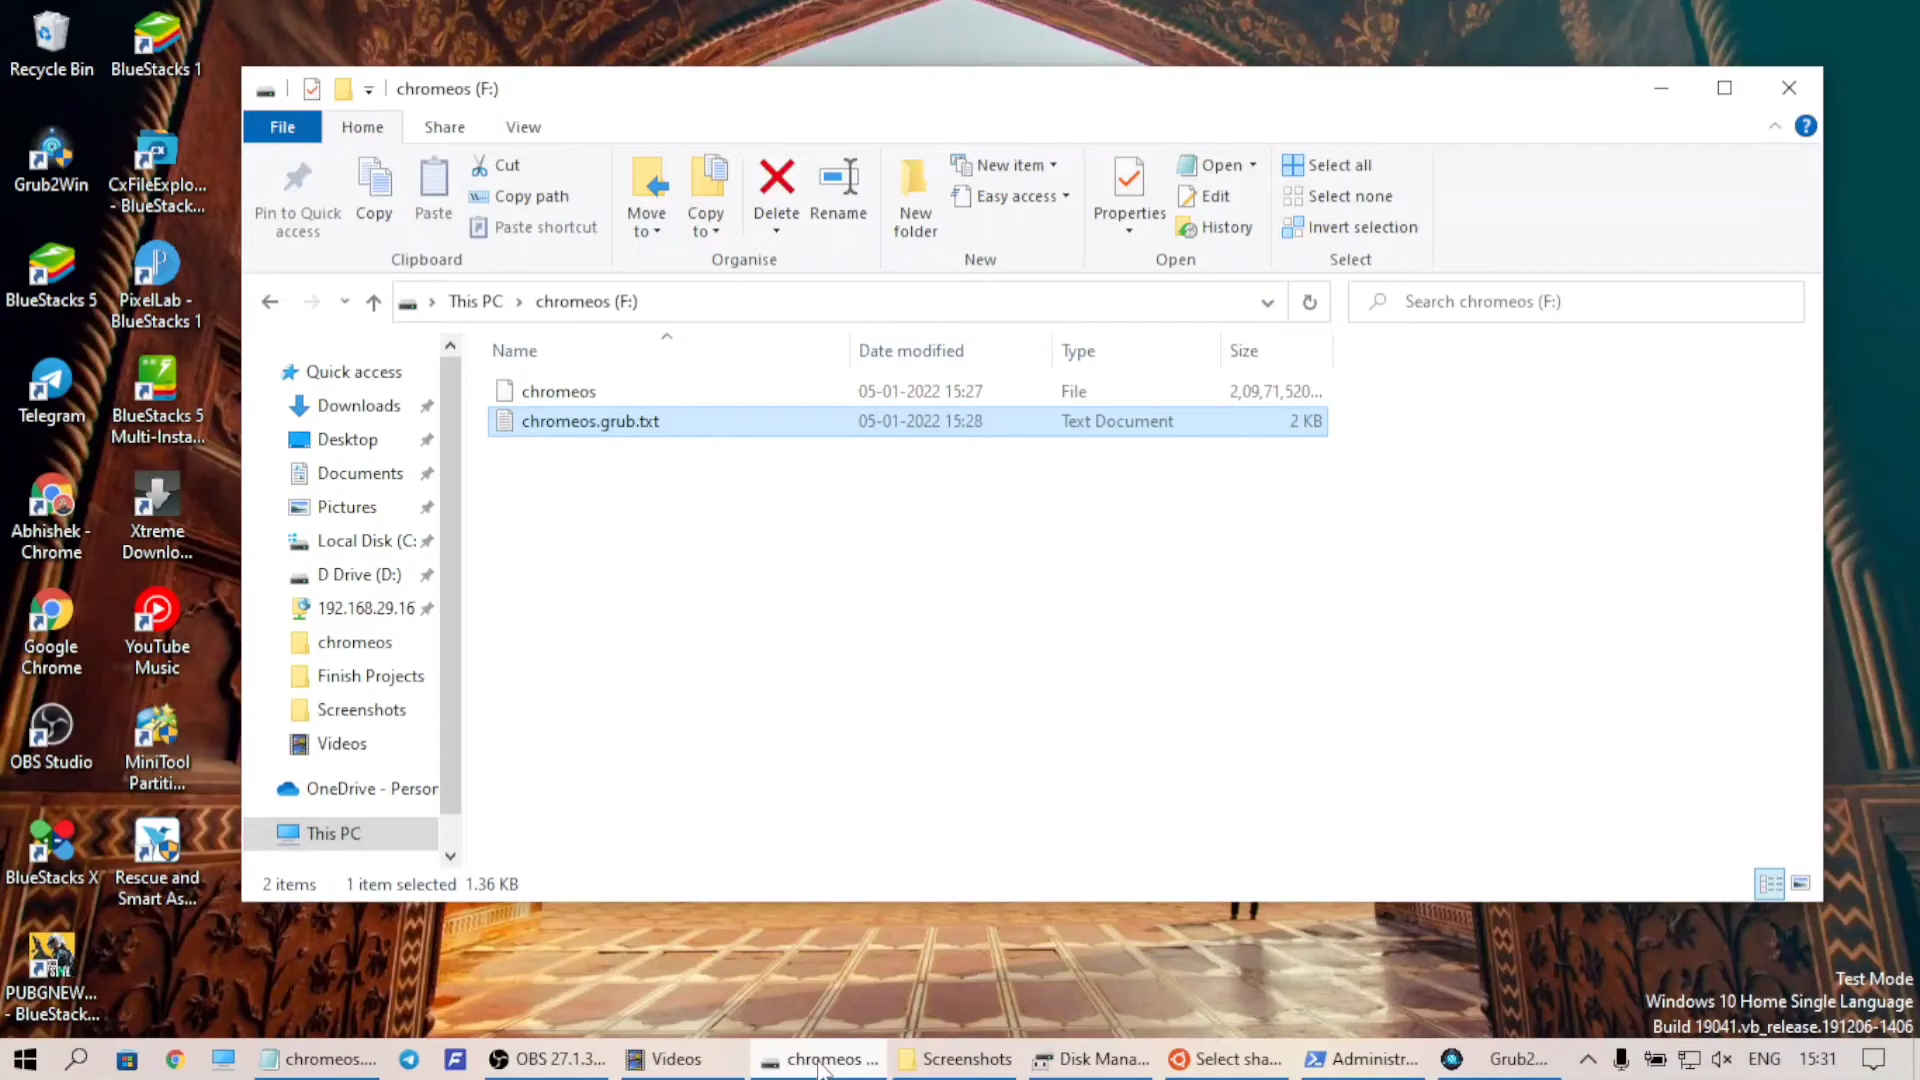 Recycle Bin
BlueStacks 1
Grub2Win
CxFileExplo...
- BlueStack...
BlueStacks 5
PixelLab -
BlueStacks 1
Telegram
BlueStacks 5
Multi-Insta...
Abhishek -
Chrome
Xtreme
Downlo...
Google
Chrome
YouTube
Music
OBS Studio
MiniTool
Partiti...
BlueStacks X
Rescue and
Smart As...
PUBGNEW...
- BlueStack...
chromeos (F:)
File
Home
Share
View
Pin to Quick
access
Copy
Paste
Cut
Copy path
Paste shortcut
Clipboard
Move
to
Copy
to
Delete
Rename
Organise
New
folder
New item
Easy access
New
Properties
Open
Edit
History
Open
Select all
Select none
Invert selection
Select
This PC
chromeos (F:)
Search chromeos (F:)
Name
Date modified
Type
Size
chromeos
05-01-2022 15:27
File
2,09,71,520...
chromeos.grub.txt
05-01-2022 15:28
Text Document
2 KB
Quick access
Downloads
Desktop
Documents
Pictures
Local Disk (C:
D Drive (D:)
192.168.29.16
chromeos
Finish Projects
Screenshots
Videos
OneDrive - Person
This PC
2 items
1 item selected 1.36 KB
Test Mode
Windows 10 Home Single Language
Build 19041.vb_release.191206-1406
chromeos....
OBS 27.1.3...
Videos
chromeos ...
Screenshots
Disk Mana...
Select sha...
Administr...
Grub2...
ENG
15:31